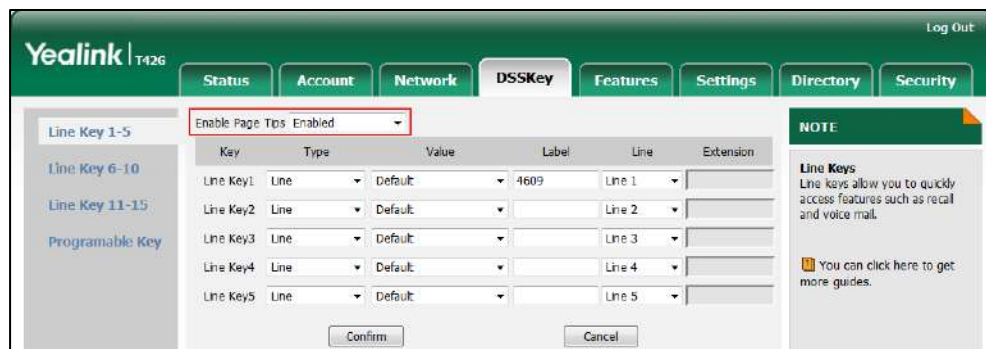 Log Out
Yealink T42G
Status Account Network DSSKey Features Settings Directory Security
Line Key 1-5
Line Key 6-10
Line Key 11-15
Programable Key
Enable Page Tips Enabled
Key Type Value Label Line Extension
Line Key1 Line Default 4609 Line 1
Line Key2 Line Default Line 2
Line Key3 Line Default Line 3
Line Key4 Line Default Line 4
Line Key5 Line Default Line 5
Confirm Cancel
NOTE
Line Keys
Line keys allow you to quickly
access features such as recall
and voice mail.
You can click here to get
more guides.